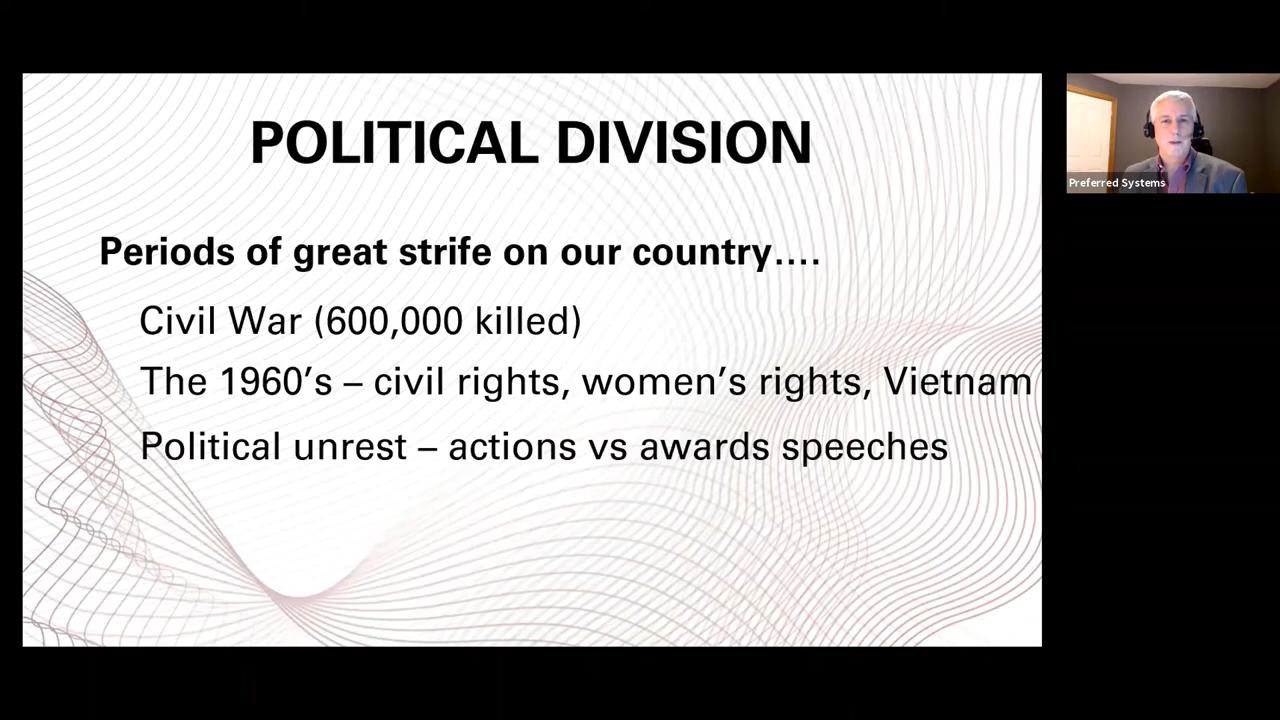 POLITICAL DIVISION
Periods of great strife on our country....
Civil War (600,000 killed)
The 1960’s – civil rights, women’s rights, Vietnam
Political unrest – actions vs awards speeches
Preferred Systems